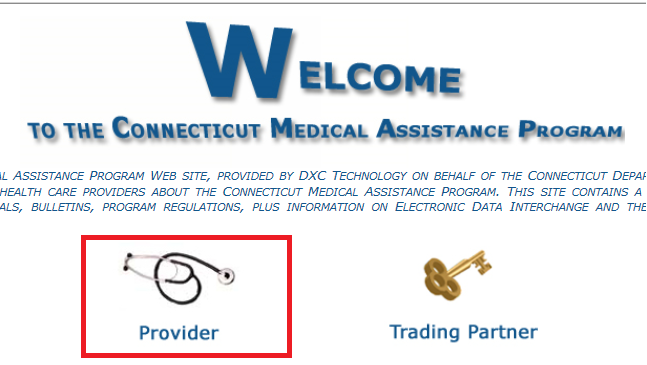 WELCOME
TO THE CONNECTICUT MEDICAL ASSISTANCE PROGRAM
ASSISTANCE PROGRAM WEB SITE, PROVIDED BY DXC TECHNOLOGY ON BEHALF OF THE CONNECTICUT
HEALTH CARE PROVIDERS ABOUT THE CONNECTICUT MEDICAL ASSISTANCE PROGRAM. THIS SITE CONTAINS A
BULLETINS, PROGRAM REGULATIONS, PLUS INFORMATION ON ELECTRONIC DATA INTERCHANGE AND THE
Provider
Trading Partner